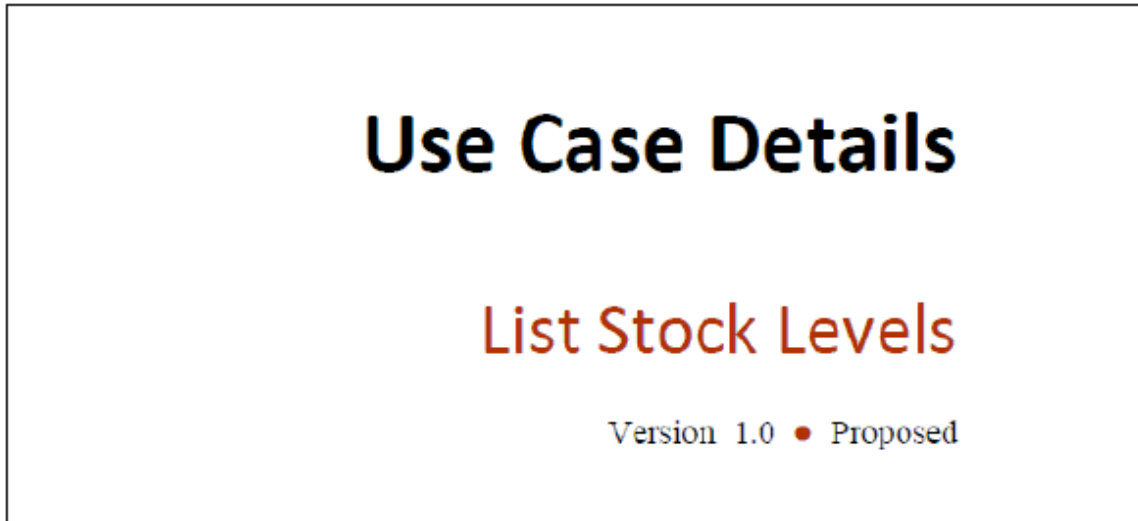 Use Case Details
List Stock Levels
Version 1.0 • Proposed